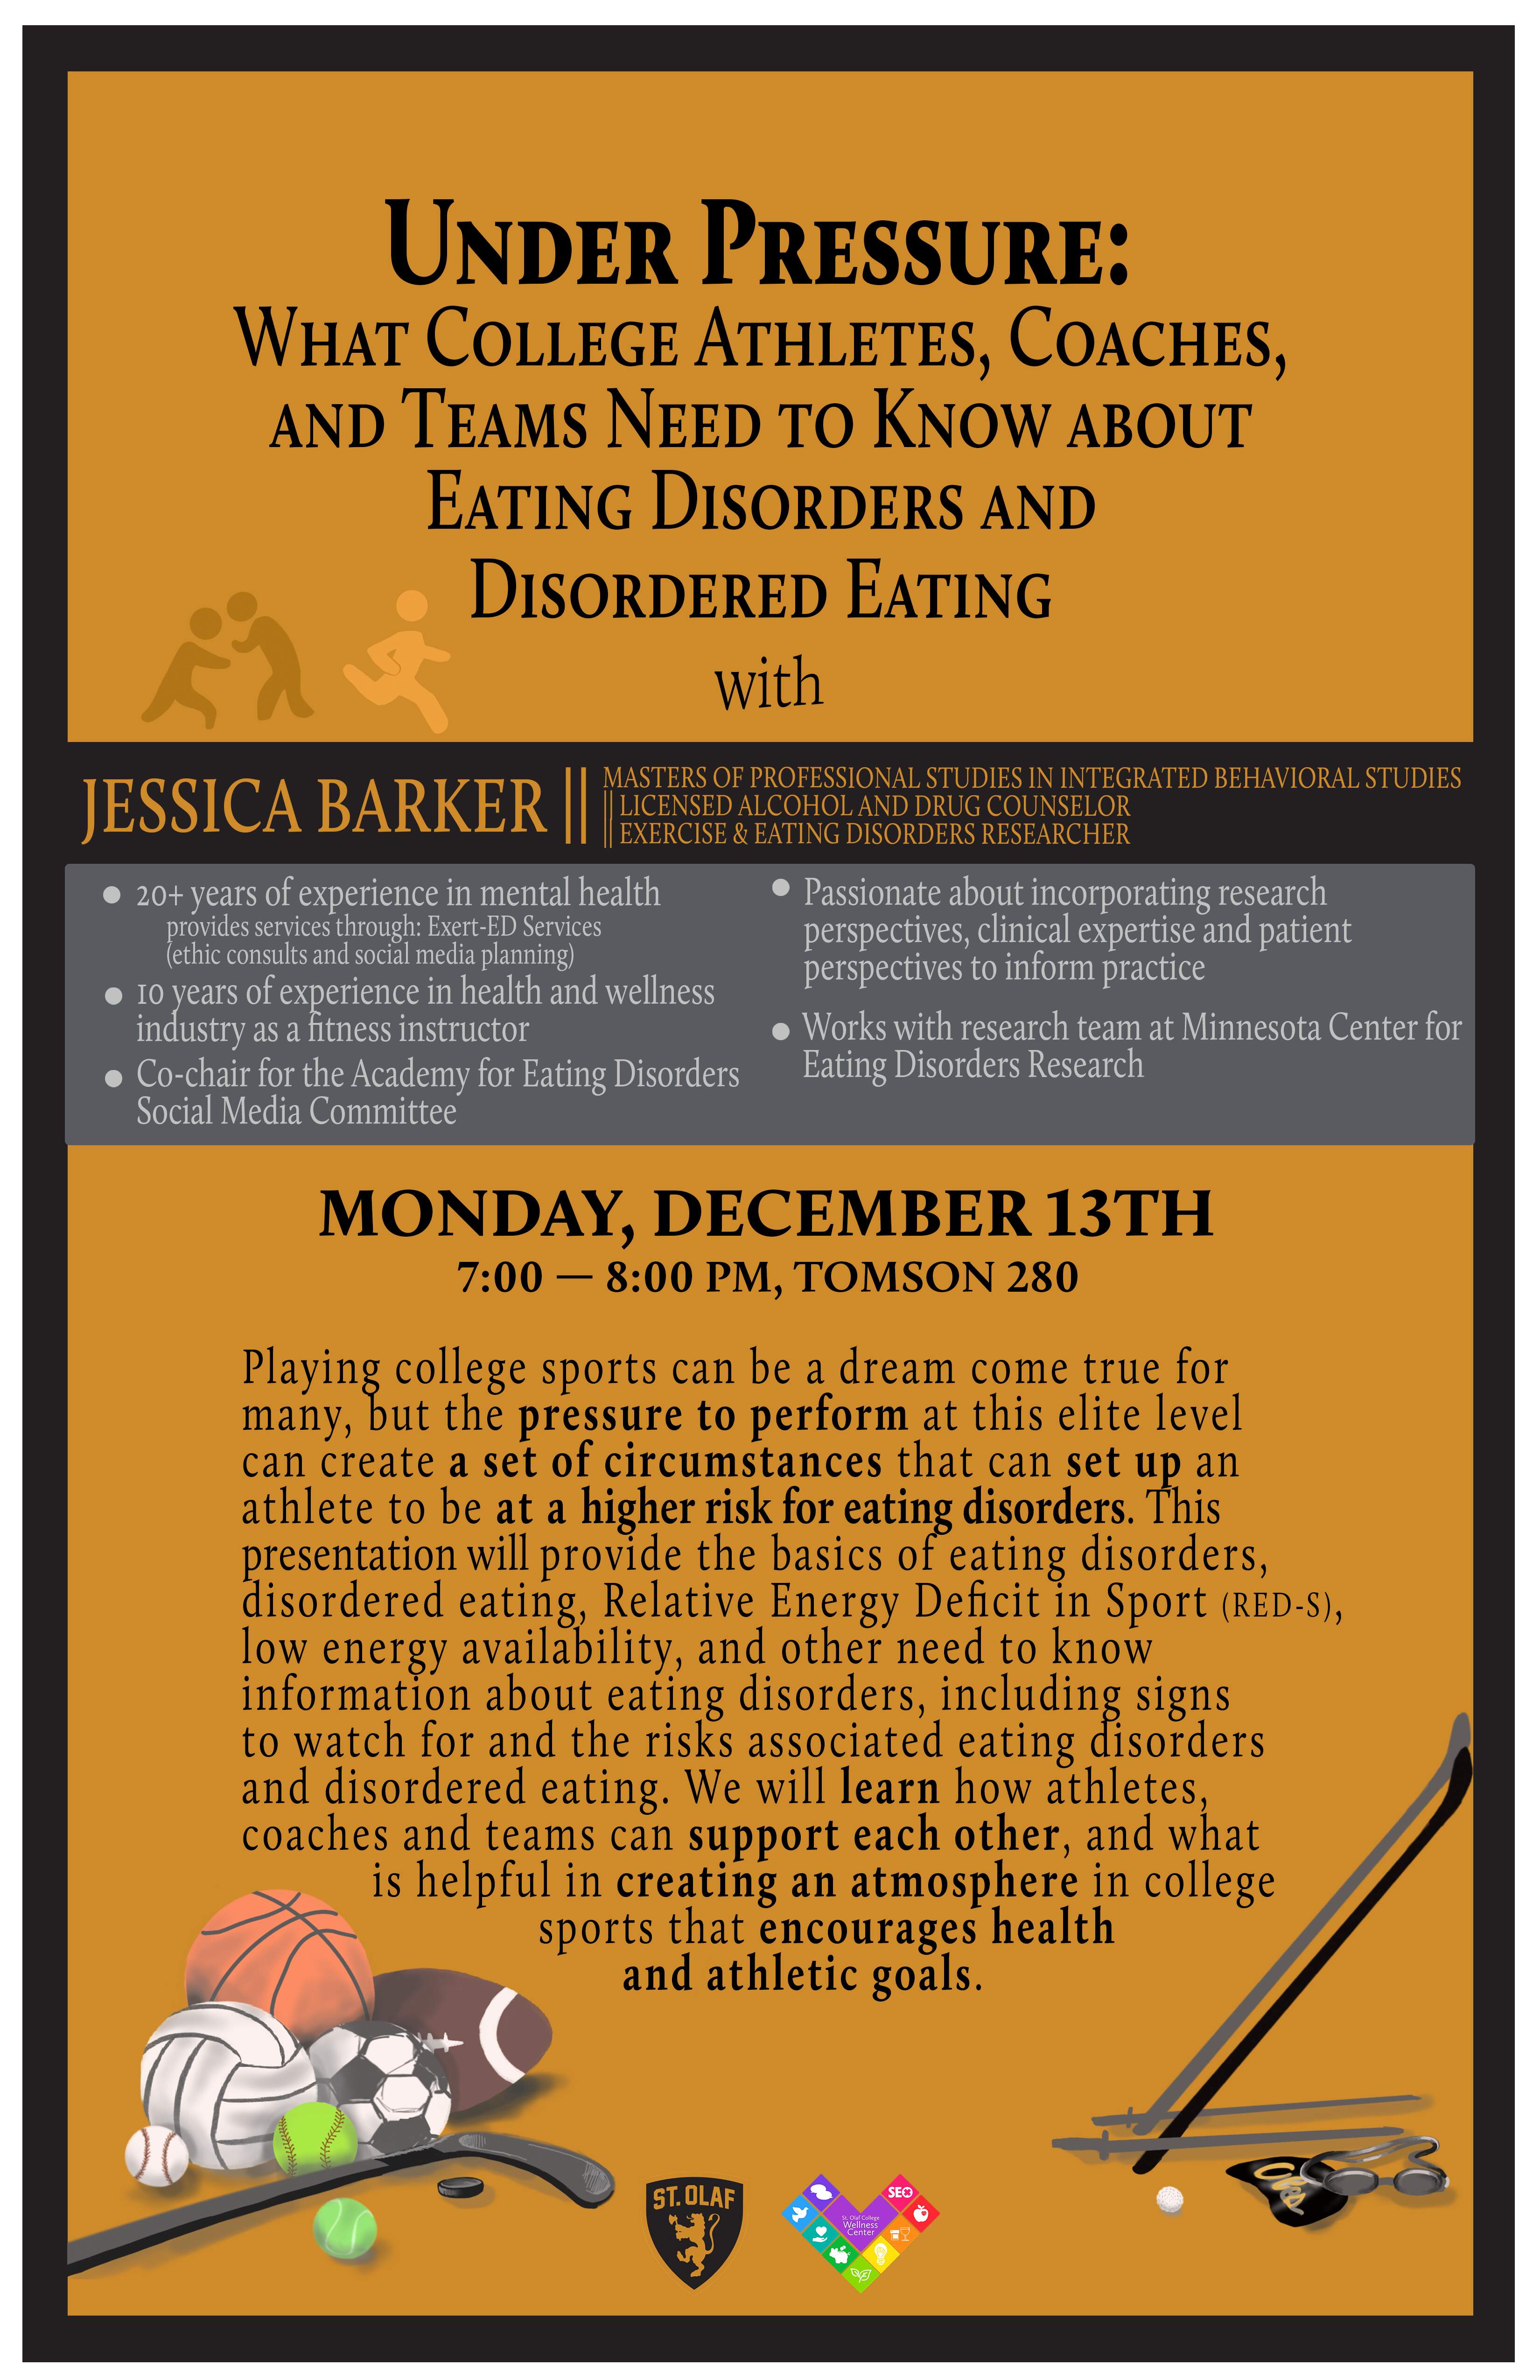 Under Pressure:
What College Athletes, Coaches,
and Teams Need to Know about
Eating Disorders and
Disordered Eating
with
JESSICA BARKER ||
MASTERS OF PROFESSIONAL STUDIES IN INTEGRATED BEHAVIORAL STUDIES
|| LICENSED ALCOHOL AND DRUG COUNSELOR
|| EXERCISE & EATING DISORDERS RESEARCHER
● 20+ years of experience in mental health
provides services through: Exert-ED Services
(ethic consults and social media planning)
● 10 years of experience in health and wellness
industry as a fitness instructor
● Co-chair for the Academy for Eating Disorders
Social Media Committee
● Passionate about incorporating research
perspectives, clinical expertise and patient
perspectives to inform practice
● Works with research team at Minnesota Center for
Eating Disorders Research
MONDAY, DECEMBER 13TH
7:00 — 8:00 PM, TOMSON 280
Playing college sports can be a dream come true for
many, but the pressure to perform at this elite level
can create a set of circumstances that can set up an
athlete to be at a higher risk for eating disorders. This
presentation will provide the basics of eating disorders,
disordered eating, Relative Energy Deficit in Sport (RED-S),
low energy availability, and other need to know
information about eating disorders, including signs
to watch for and the risks associated eating disorders
and disordered eating. We will learn how athletes,
coaches and teams can support each other, and what
is helpful in creating an atmosphere in college
sports that encourages health
and athletic goals.
ST. OLAF
SEO
St. Olaf College
Wellness
Center